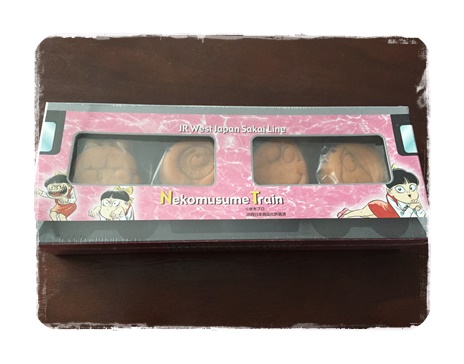 JR West Japan Sakai Line
Nekomusume Train